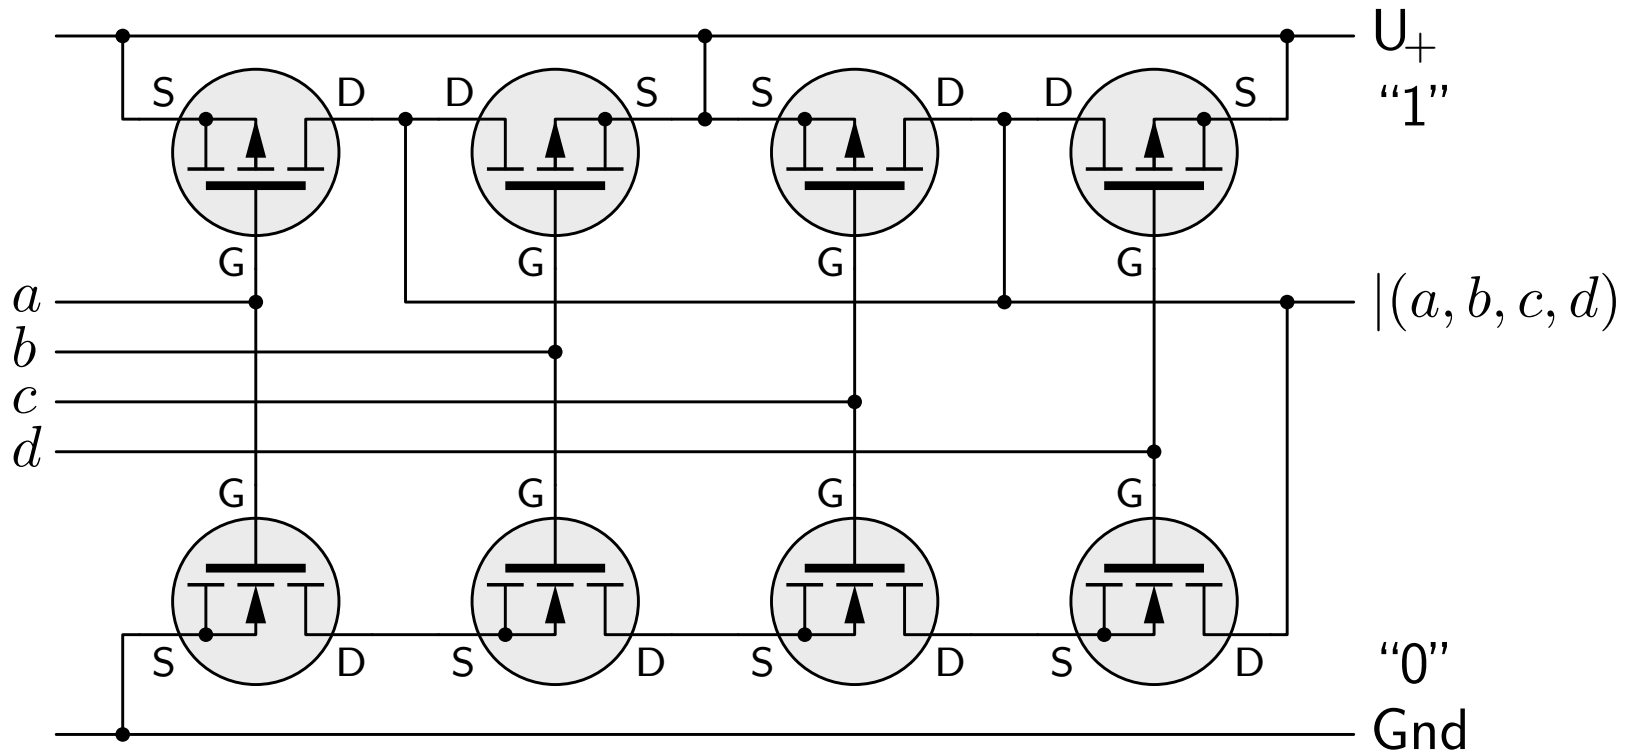 U₊
“1”
S D D S S D D S
G G G G
a |(a, b, c, d)
b
c
d
G G G G
S D S D S D S D
“0”
Gnd